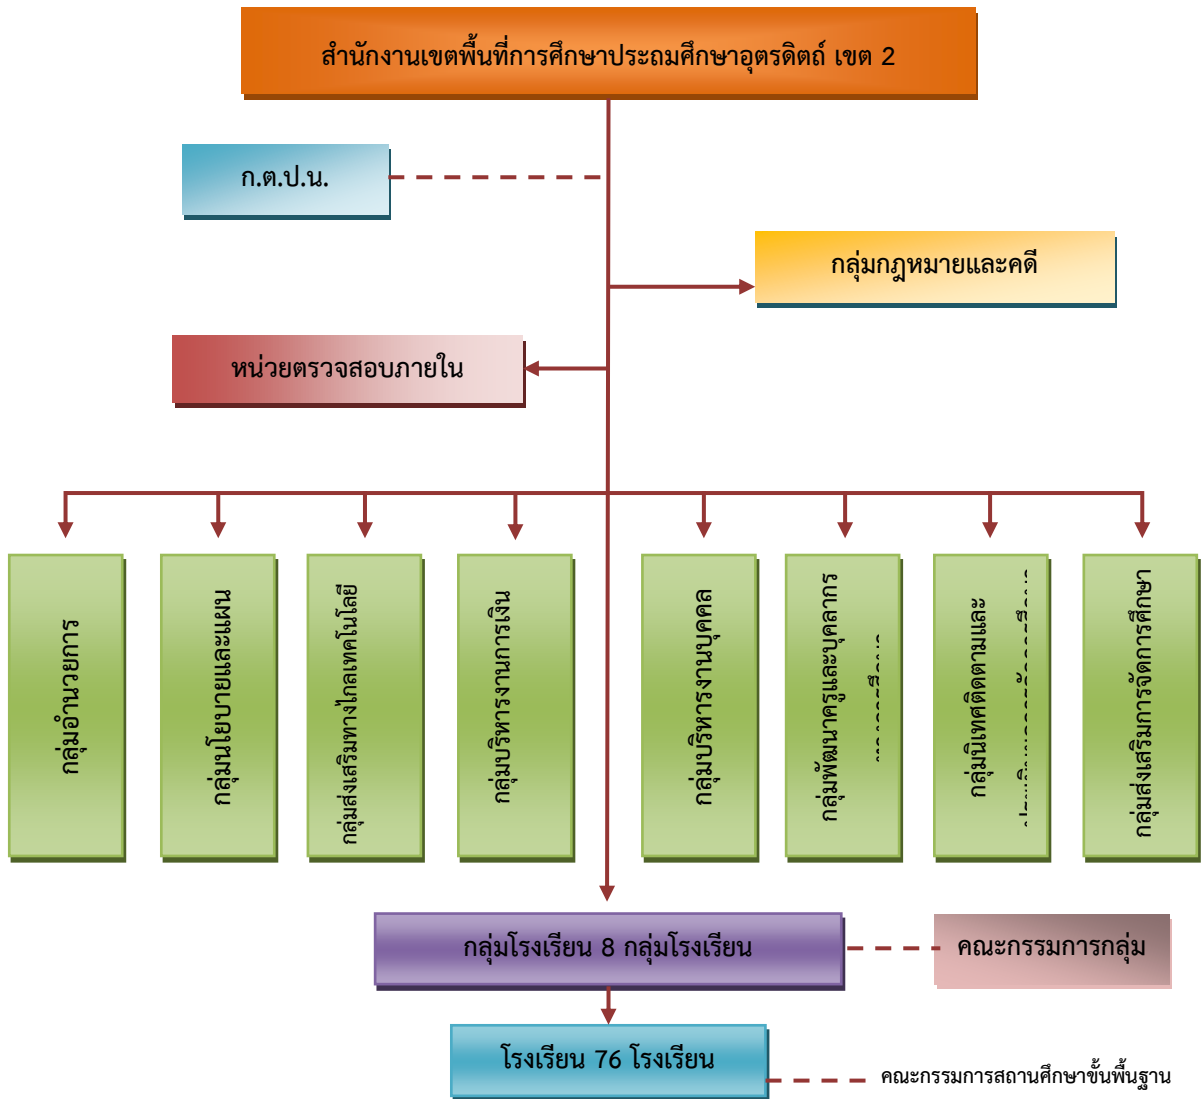 สำนักงานเขตพื้นที่การศึกษาประถมศึกษาอุตรดิตถ์ เขต 2
ก.ต.ป.น.
กลุ่มกฎหมายและคดี
หน่วยตรวจสอบภายใน
กลุ่มอำนวยการ
กลุ่มนโยบายและแผน
กลุ่มส่งเสริมทางไกลเทคโนโลยี
กลุ่มบริหารงานการเงิน
กลุ่มบริหารงานบุคคล
กลุ่มพัฒนาครูและบุคลากร
กลุ่มนิเทศติดตามและ
กลุ่มส่งเสริมการจัดการศึกษา
กลุ่มโรงเรียน 8 กลุ่มโรงเรียน
คณะกรรมการกลุ่ม
โรงเรียน 76 โรงเรียน
คณะกรรมการสถานศึกษาขั้นพื้นฐาน